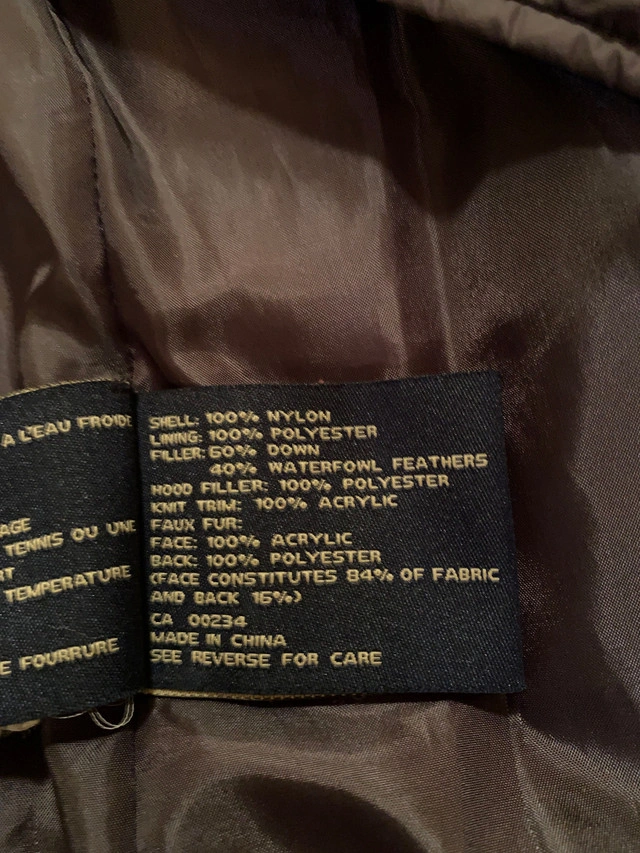 A L'EAU FROIDE
AGE
TENNIS OU UNE
RT
TEMPERATURE
E FOURRURE
SHELL: 100% NYLON
LINING: 100% POLYESTER
FILLER: 60% DOWN
40% WATERFOWL FEATHERS
HOOD FILLER: 100% POLYESTER
KNIT TRIM: 100% ACRYLIC
FAUX FUR:
FACE: 100% ACRYLIC
BACK: 100% POLYESTER
(FACE CONSTITUTES 84% OF FABRIC
AND BACK 16%)
CA 00234
MADE IN CHINA
SEE REVERSE FOR CARE